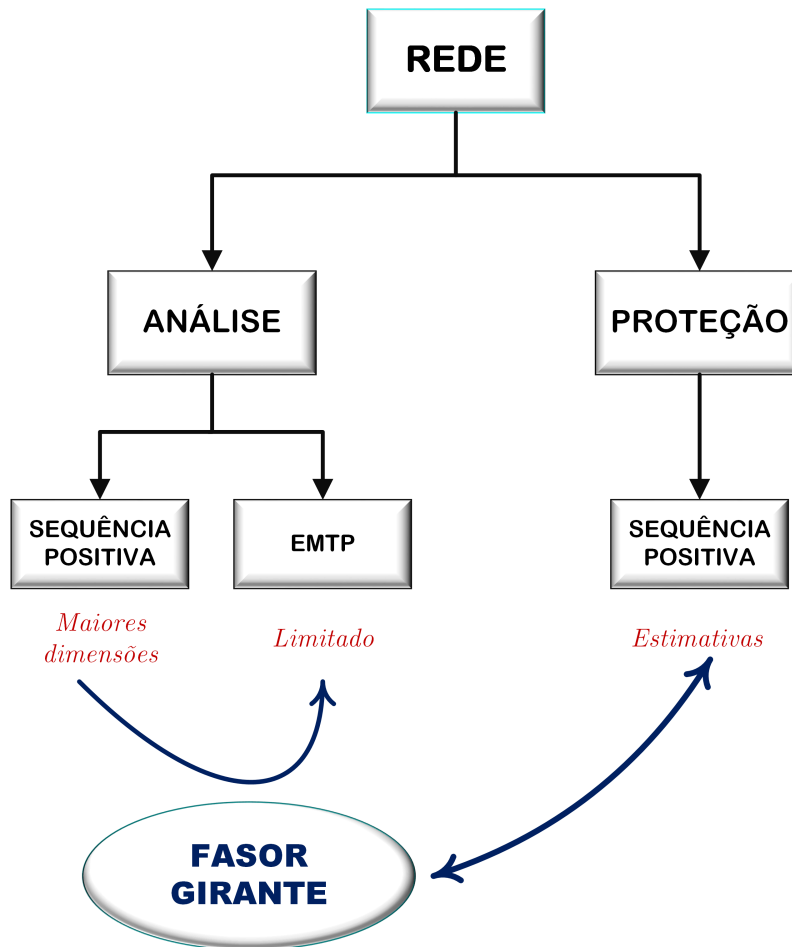 REDE
ANÁLISE
PROTEÇÃO
SEQUÊNCIA
POSITIVA
EMTP
SEQUÊNCIA
POSITIVA
Maiores
dimensões
Limitado
Estimativas
FASOR
GIRANTE